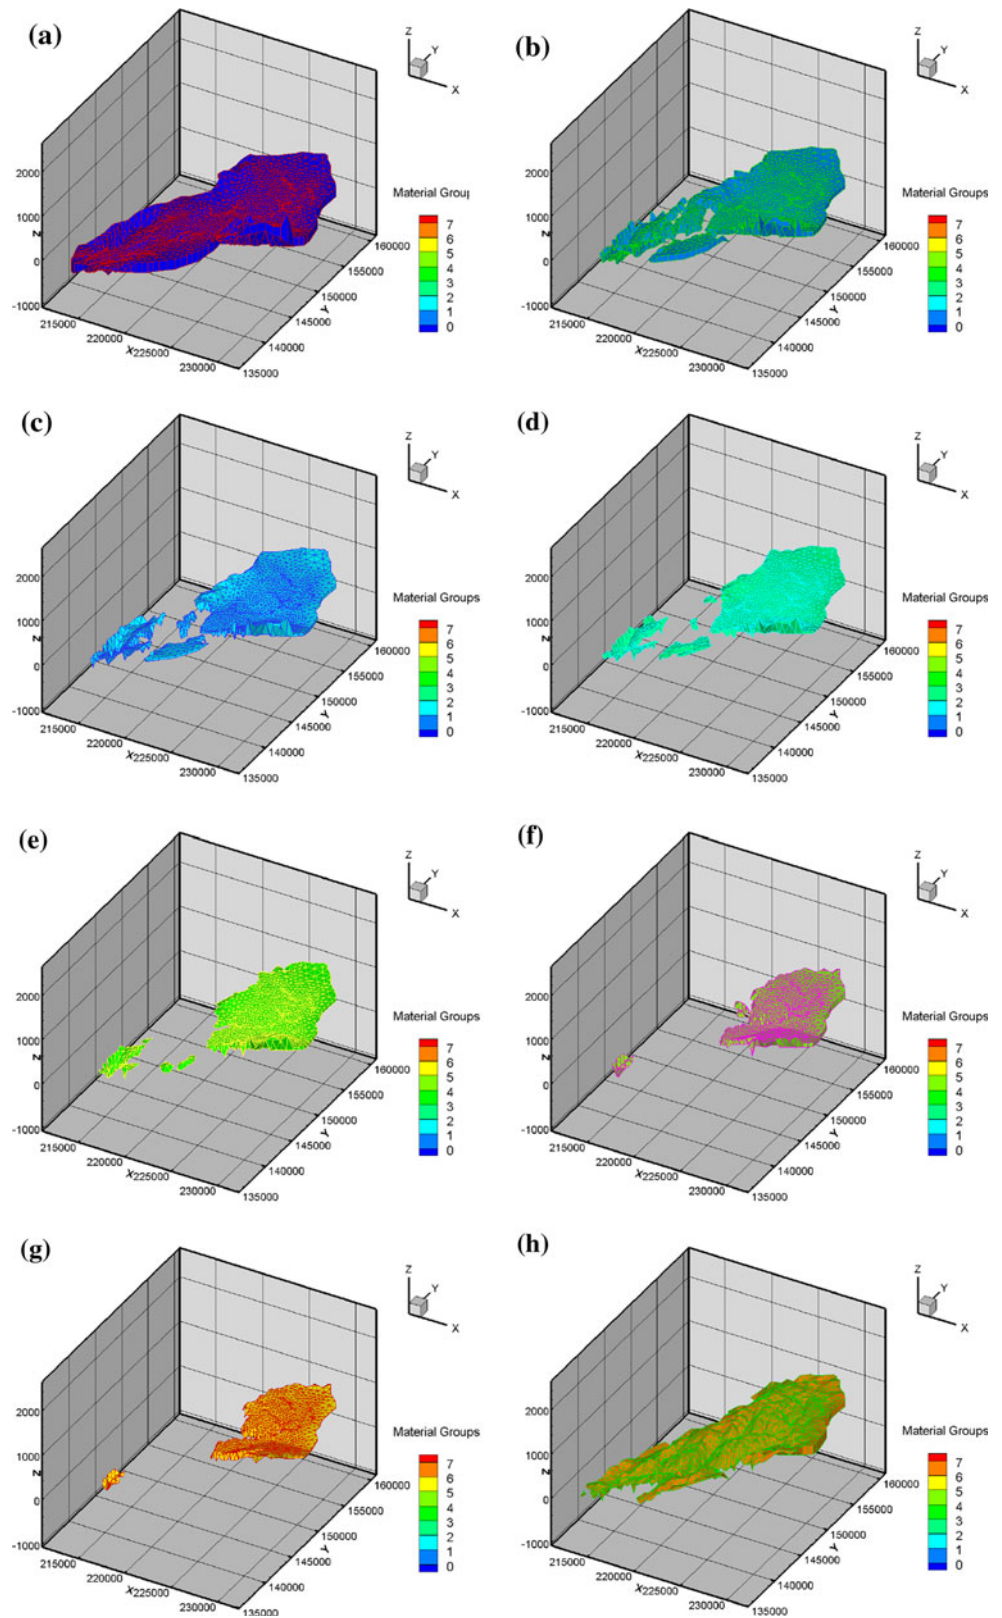 (a)
Z
Y
X
2000
1000
Z
0
-1000
215000
220000
X
225000
230000
135000
140000
145000
Y
150000
155000
160000
Material Grou
7
6
5
4
3
2
1
0
(b)
Z
Y
X
2000
1000
Z
0
-1000
215000
220000
X
225000
230000
135000
140000
145000
Y
150000
155000
160000
Material Groups
7
6
5
4
3
2
1
0
(c)
Z
Y
X
2000
1000
Z
0
-1000
215000
220000
X
225000
230000
135000
140000
145000
Y
150000
155000
160000
Material Groups
7
6
5
4
3
2
1
0
(d)
Z
Y
X
2000
1000
Z
0
-1000
215000
220000
X
225000
230000
135000
140000
145000
Y
150000
155000
160000
Material Groups
7
6
5
4
3
2
1
0
(e)
Z
Y
X
2000
1000
Z
0
-1000
215000
220000
X
225000
230000
135000
140000
145000
Y
150000
155000
160000
Material Groups
7
6
5
4
3
2
1
0
(f)
Z
Y
X
2000
1000
Z
0
-1000
215000
220000
X
225000
230000
135000
140000
145000
Y
150000
155000
160000
Material Groups
7
6
5
4
3
2
1
0
(g)
Z
Y
X
2000
1000
Z
0
-1000
215000
220000
X
225000
230000
135000
140000
145000
Y
150000
155000
160000
Material Groups
7
6
5
4
3
2
1
0
(h)
Z
Y
X
2000
1000
Z
0
-1000
215000
220000
X
225000
230000
135000
140000
145000
Y
150000
155000
160000
Material Groups
7
6
5
4
3
2
1
0